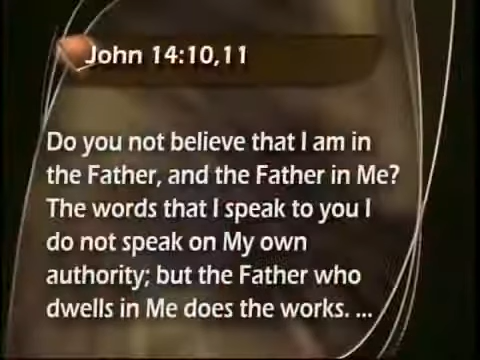 John 14:10,11
Do you not believe that I am in
the Father, and the Father in Me?
The words that I speak to you I
do not speak on My own
authority; but the Father who
dwells in Me does the works. ...